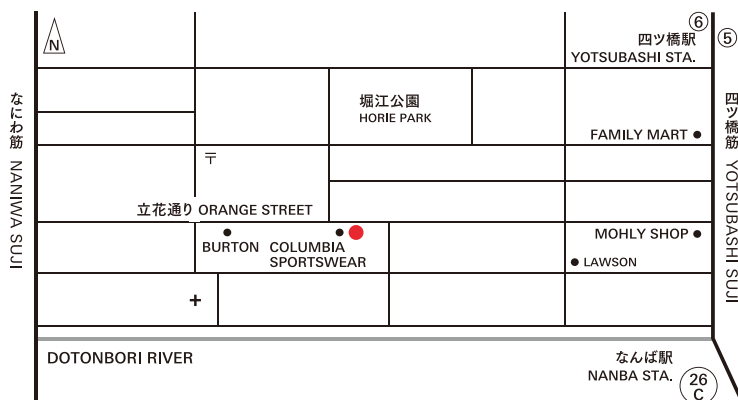 N
6
四ツ橋駅
5
YOTSUBASHI STA.
なにわ筋 NANIWA SUJI
堀江公園
HORIE PARK
四ツ橋筋 YOTSUBASHI SUJI
FAMILY MART
〒
立花通り ORANGE STREET
BURTON
COLUMBIA
SPORTSWEAR
MOHLY SHOP
LAWSON
DOTONBORI RIVER
なんば駅
NANBA STA.
26
C